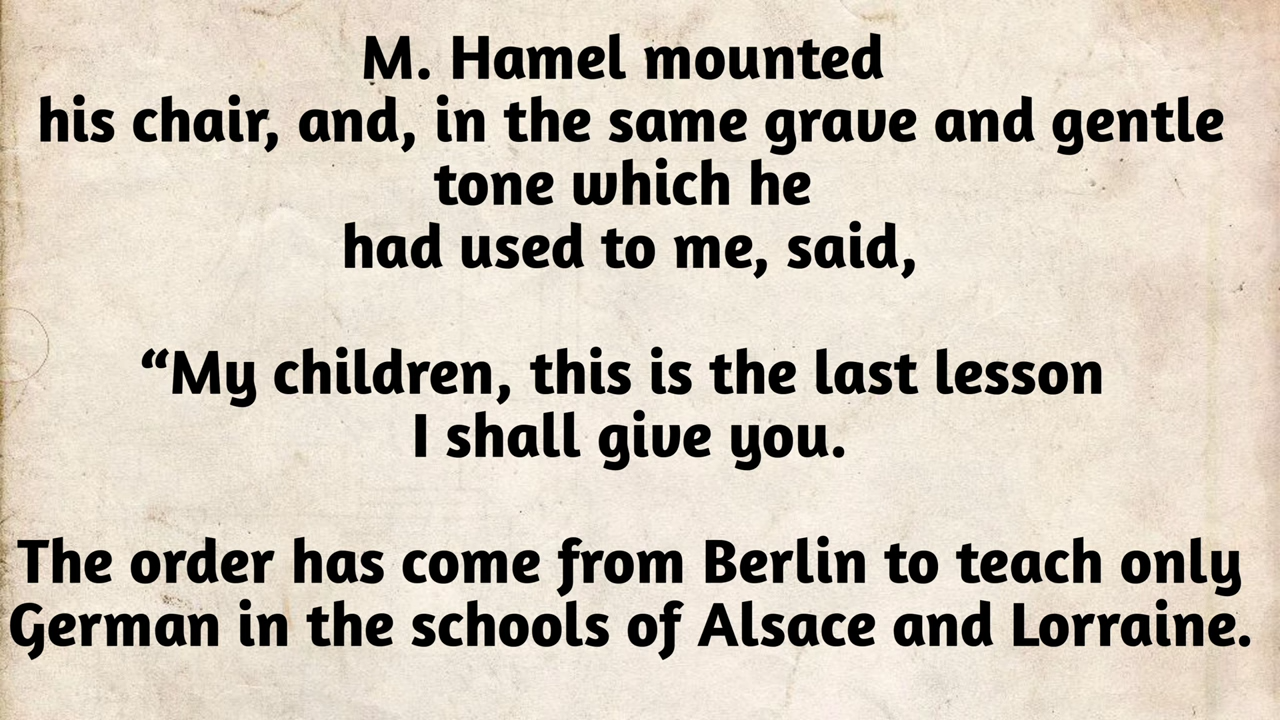 M. Hamel mounted
his chair, and, in the same grave and gentle
tone which he
had used to me, said,
“My children, this is the last lesson
I shall give you.
The order has come from Berlin to teach only
German in the schools of Alsace and Lorraine.